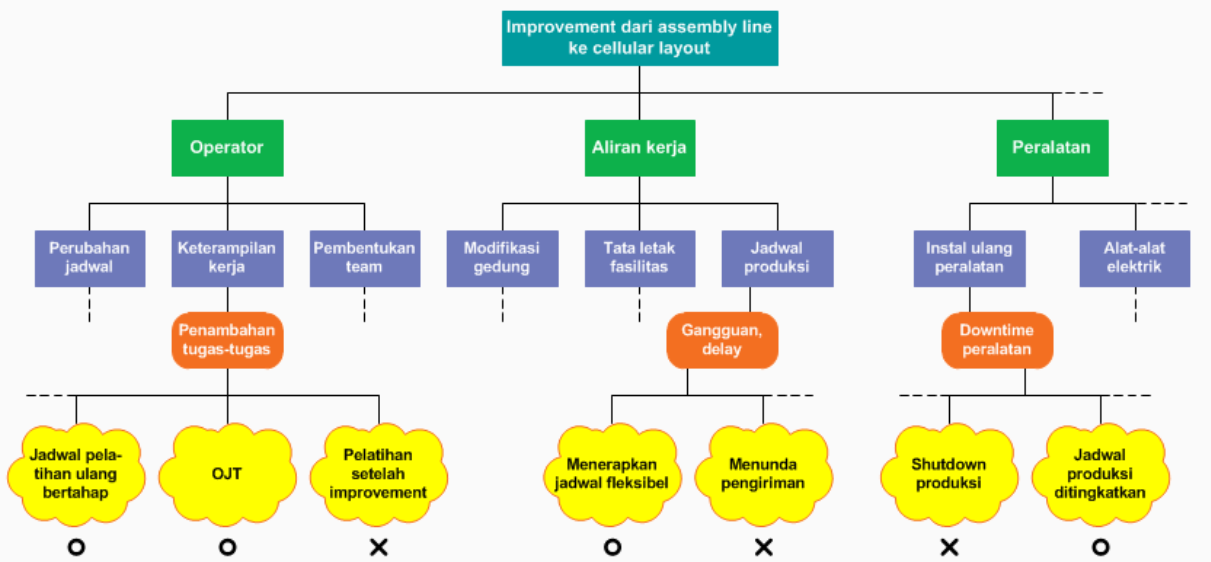 Improvement dari assembly line
ke cellular layout
Operator
Aliran kerja
Peralatan
Perubahan
jadwal
Keterampilan
kerja
Pembentukan
team
Modifikasi
gedung
Tata letak
fasilitas
Jadwal
produksi
Instal ulang
peralatan
Alat-alat
elektrik
Penambahan
tugas-tugas
Gangguan,
delay
Downtime
peralatan
Jadwal pela-
tihan ulang
bertahap
OJT
Pelatihan
setelah
improvement
Menerapkan
jadwal fleksibel
Menunda
pengiriman
Shutdown
produksi
Jadwal
produksi
ditingkatkan
O O X O X X O